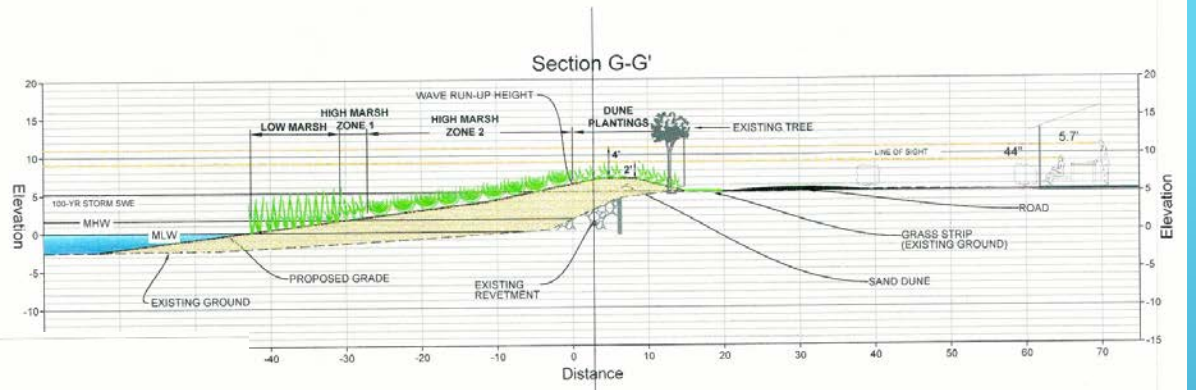 Section G-G'
20
15
10
5
0
-5
-10
Elevation
WAVE RUN-UP HEIGHT
LOW MARSH
HIGH MARSH
ZONE 1
HIGH MARSH
ZONE 2
DUNE
PLANTINGS
EXISTING TREE
4'
2'
LINE OF SIGHT
44"
5.7'
100-YR STORM SWE
MHW
MLW
ROAD
GRASS STRIP
(EXISTING GROUND)
SAND DUNE
PROPOSED GRADE
EXISTING
REVETMENT
EXISTING GROUND
20
15
10
5
0
-5
-10
-15
Elevation
-40
-30
-20
-10
0
10
20
30
40
50
60
70
Distance